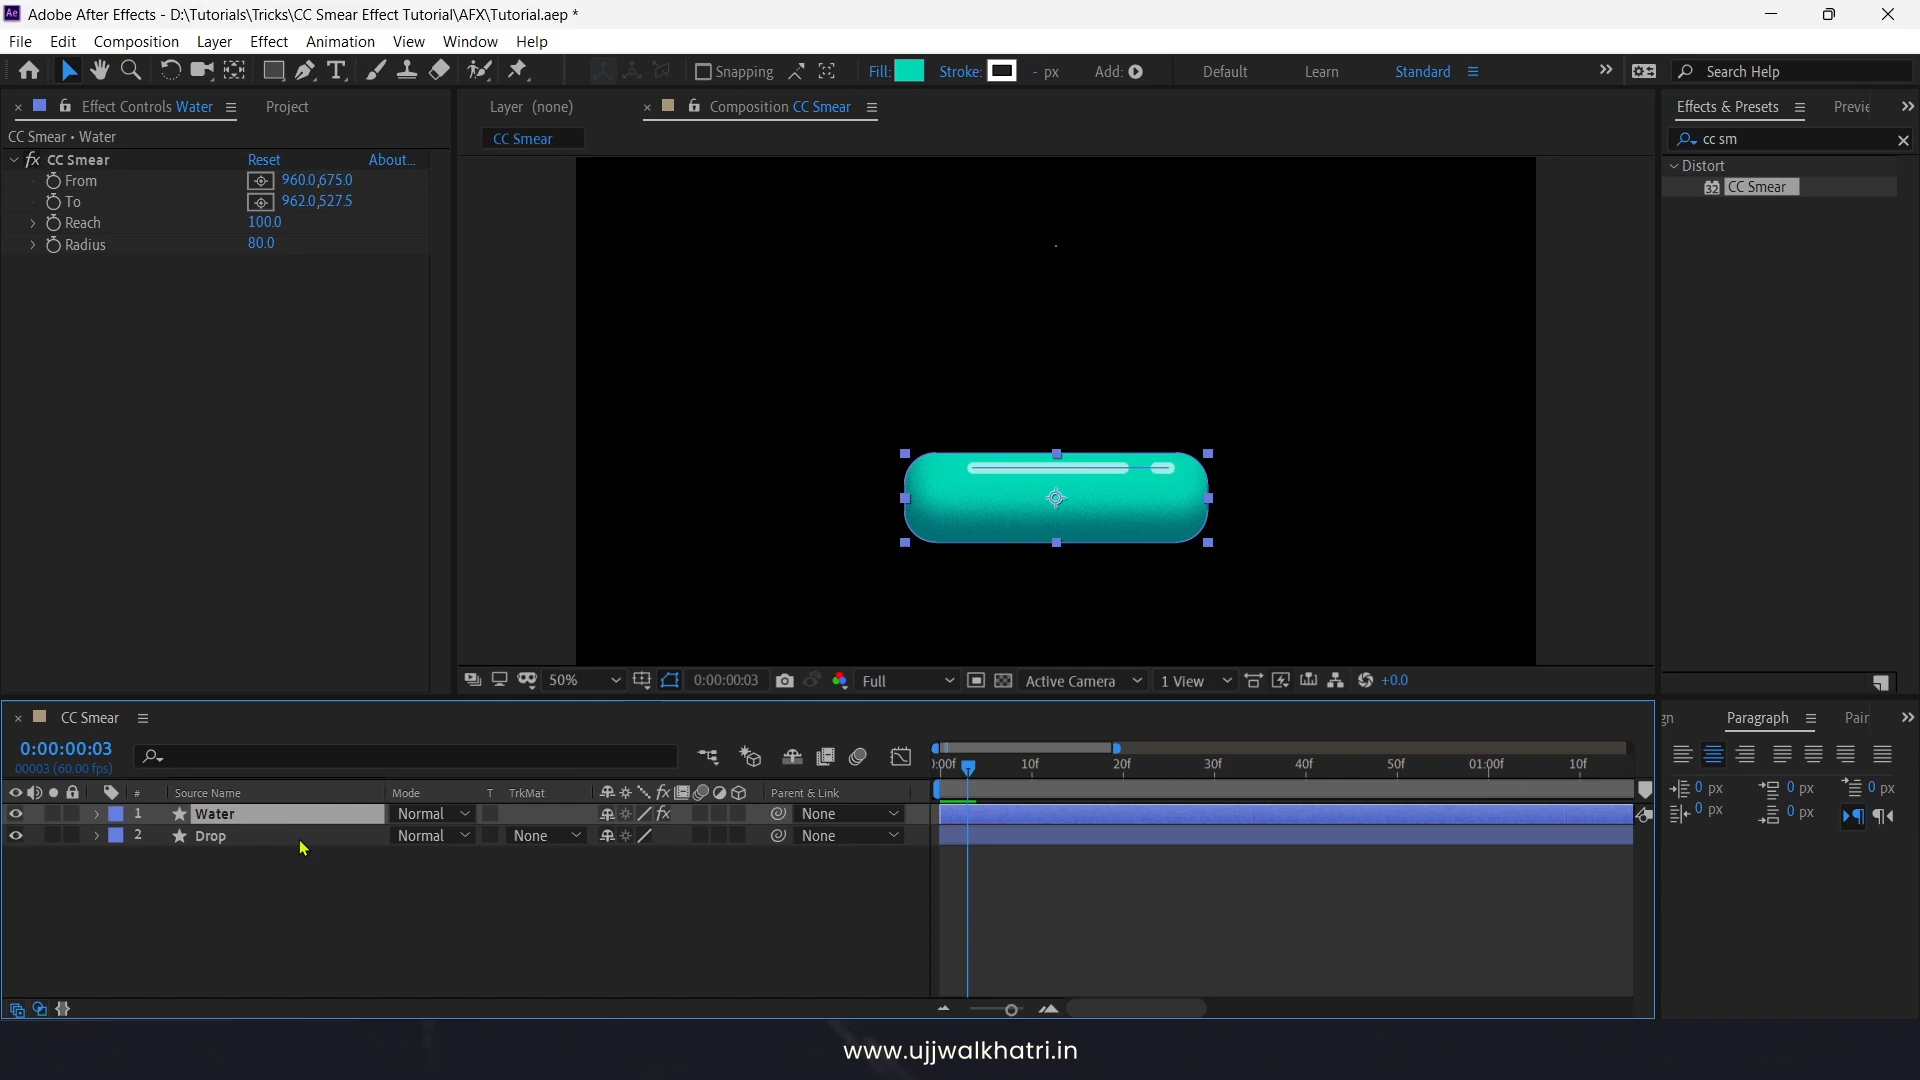 Adobe After Effects - D:\Tutorials\Tricks\CC Smear Effect Tutorial\AFX\Tutorial.aep *
File Edit Composition Layer Effect Animation View Window Help
Snapping Fill: Stroke: - px Add: Default Learn Standard Search Help
Effect Controls Water Project Layer (none) Composition CC Smear Effects & Presets Previe
CC Smear • Water
CC Smear
cc sm
fx CC Smear Reset About...
Distort
From 960.0,675.0
32 CC Smear
To 962.0,527.5
Reach 100.0
Radius 80.0
50% 0:00:00:03 Full Active Camera 1 View +0.0
CC Smear
gn Paragraph Pair
0:00:00:03
00003 (60.00 fps)
):00f 10f 20f 30f 40f 50f 01:00f 10f
# Source Name Mode T TrkMat fx Parent & Link
0 px 0 px 0 px
1 Water Normal fx None
0 px 0 px
2 Drop Normal None None
www.ujjwalkhatri.in